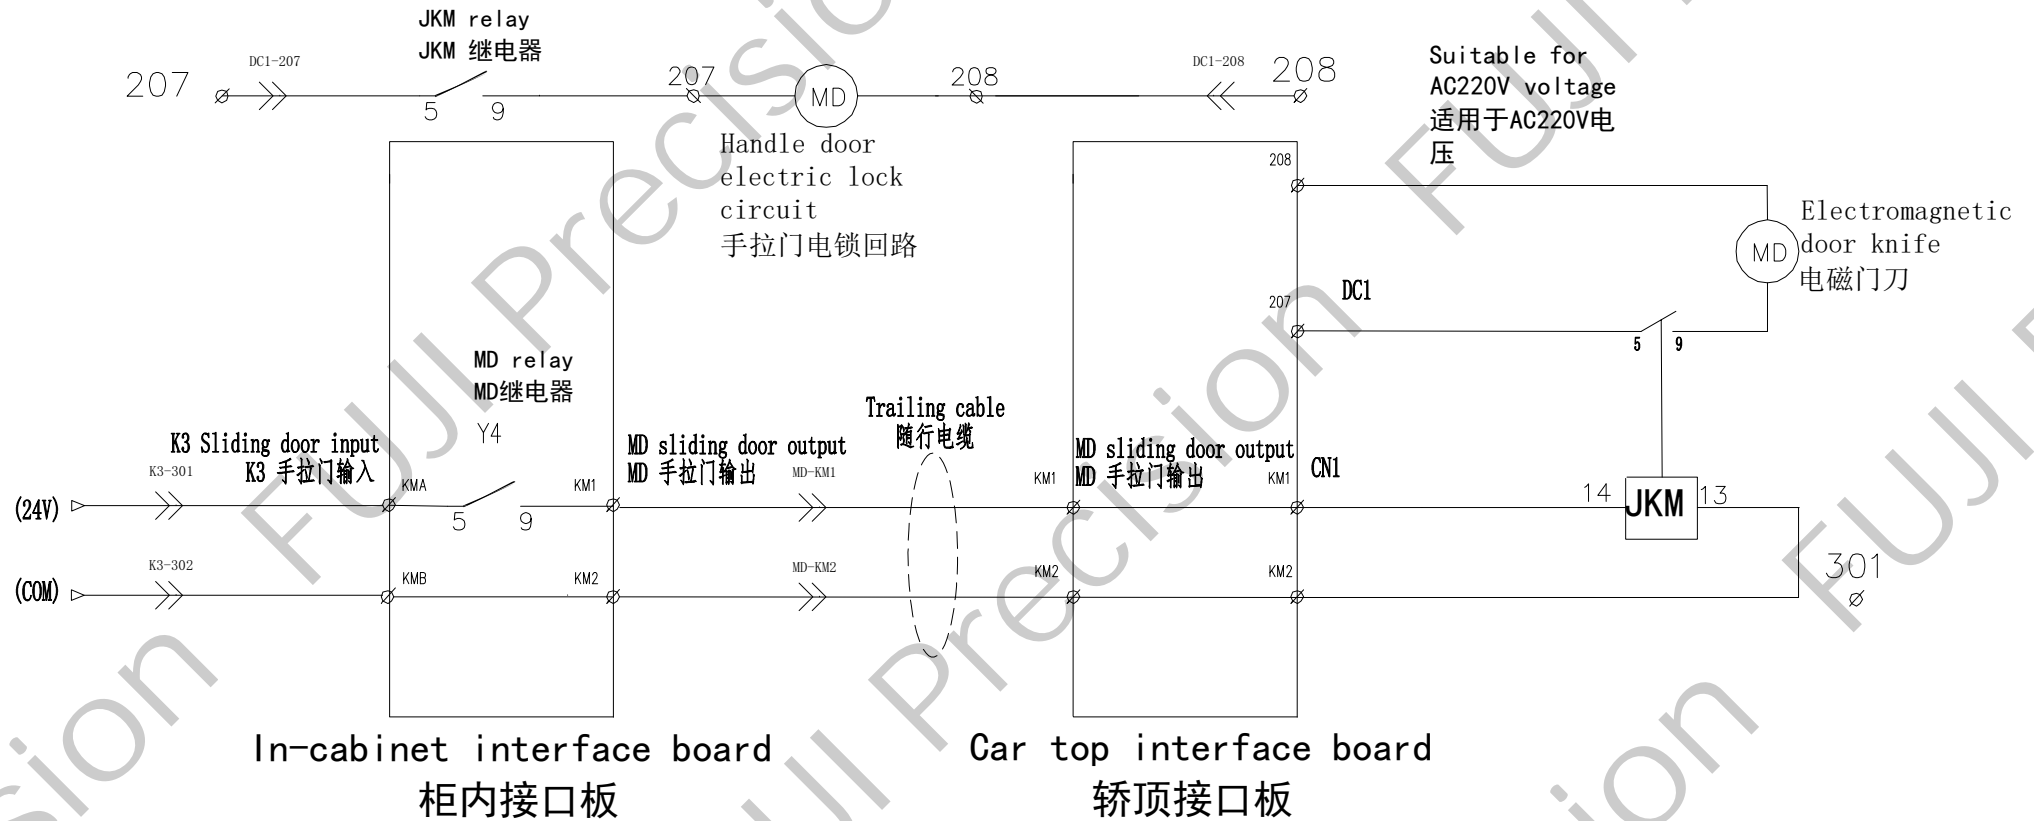 JKM relay
JKM 继电器
207
DC1-207
5
9
207
MD
208
DC1-208
208
Suitable for
AC220V voltage
适用于AC220V电
压
Handle door
electric lock
circuit
手拉门电锁回路
208
Electromagnetic
door knife
电磁门刀
MD
207
DC1
5
9
MD relay
MD继电器
Y4
K3 Sliding door input
K3 手拉门输入
K3-301
(24V)
KMA
5
9
KM1
MD sliding door output
MD 手拉门输出
MD-KM1
Trailing cable
随行电缆
MD sliding door output
MD 手拉门输出
KM1
KM1
CN1
14
JKM
13
(COM)
K3-302
KMB
KM2
MD-KM2
KM2
KM2
301
In-cabinet interface board
柜内接口板
Car top interface board
轿顶接口板
FUJI Precision
FUJI Precision
FUJI
FUJI